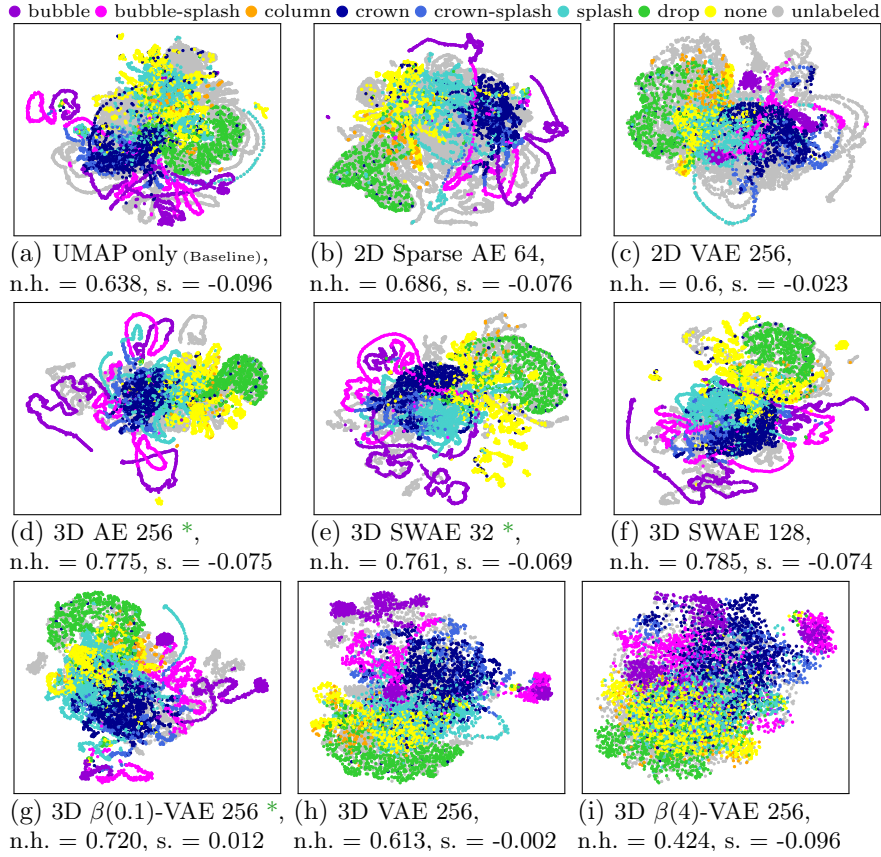 bubble bubble-splash column crown crown-splash splash drop none unlabeled
(a) UMAP only (Baseline),
n.h. = 0.638, s. = -0.096
(b) 2D Sparse AE 64,
n.h. = 0.686, s. = -0.076
(c) 2D VAE 256,
n.h. = 0.6, s. = -0.023
(d) 3D AE 256 *,
n.h. = 0.775, s. = -0.075
(e) 3D SWAE 32 *,
n.h. = 0.761, s. = -0.069
(f) 3D SWAE 128,
n.h. = 0.785, s. = -0.074
(g) 3D β(0.1)-VAE 256 *,
n.h. = 0.720, s. = 0.012
(h) 3D VAE 256,
n.h. = 0.613, s. = -0.002
(i) 3D β(4)-VAE 256,
n.h. = 0.424, s. = -0.096